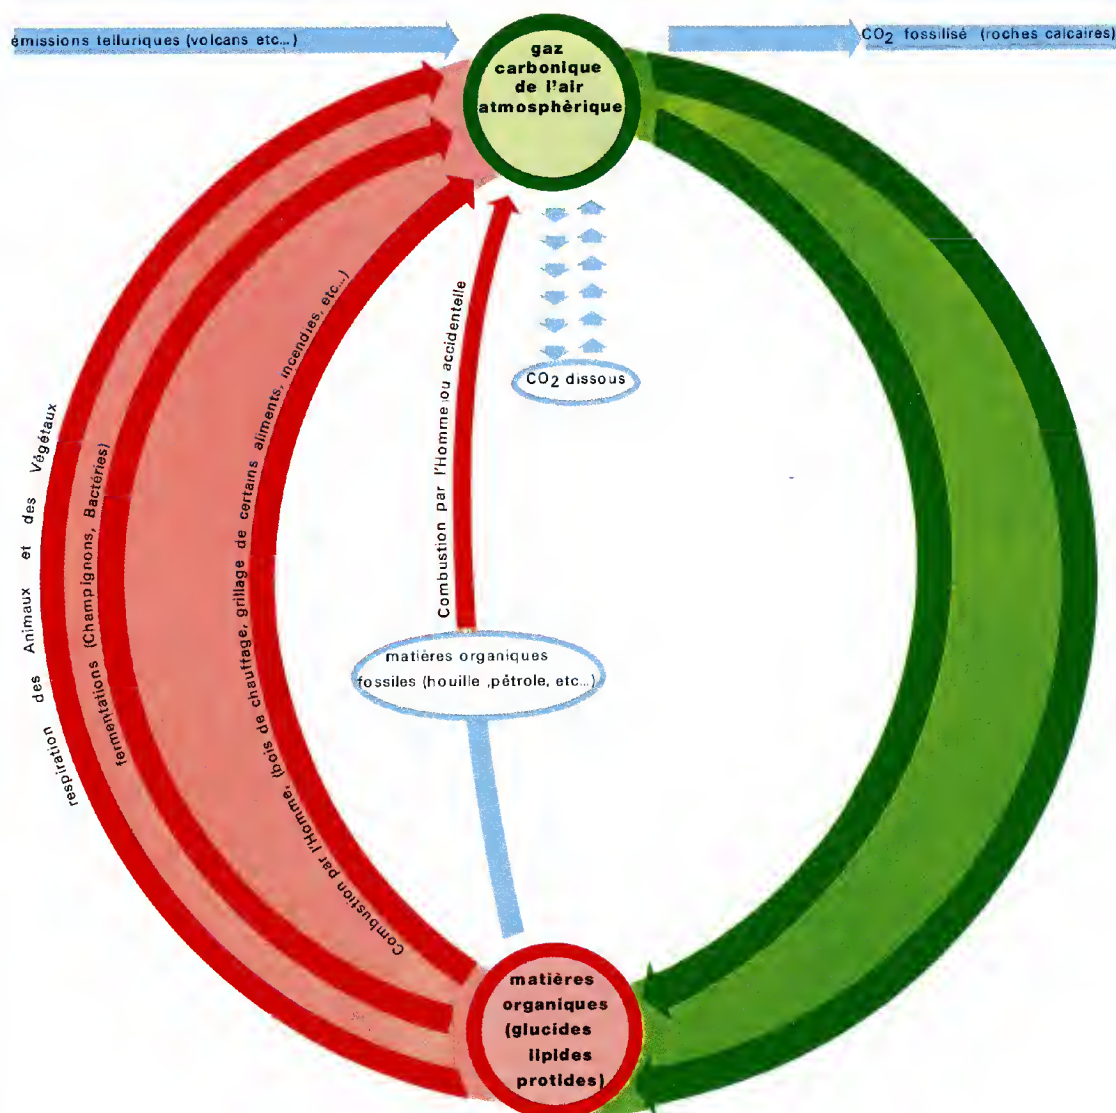 émissions telluriques (volcans etc...)
gaz
carbonique
de l'air
atmosphèrique
CO2 fossilisé (roches calcaires)
CO2 dissous
Combustion par l'Homme ou accidentelle
matières organiques
fossiles (houille ,pétrole, etc...)
respiration des Animaux et des Végétaux
fermentations (Champignons, Bactéries)
Combustion par l'Homme, (bois de chauffage, grillage de certains aliments, incendies, etc...)
matières
organiques
(glucides
lipides
protides)